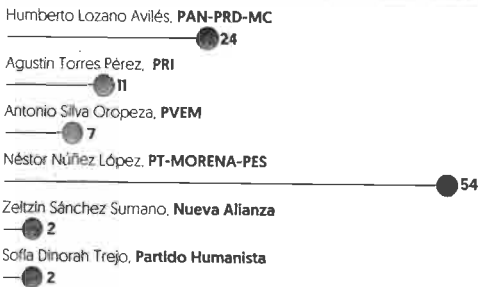 Humberto Lozano Avilés, PAN-PRD-MC
24
Agustín Torres Pérez, PRI
11
Antonio Silva Oropeza, PVEM
7
Néstor Núñez López, PT-MORENA-PES
54
Zeltzin Sánchez Sumano, Nueva Alianza
2
Sofía Dinorah Trejo, Partido Humanista
2